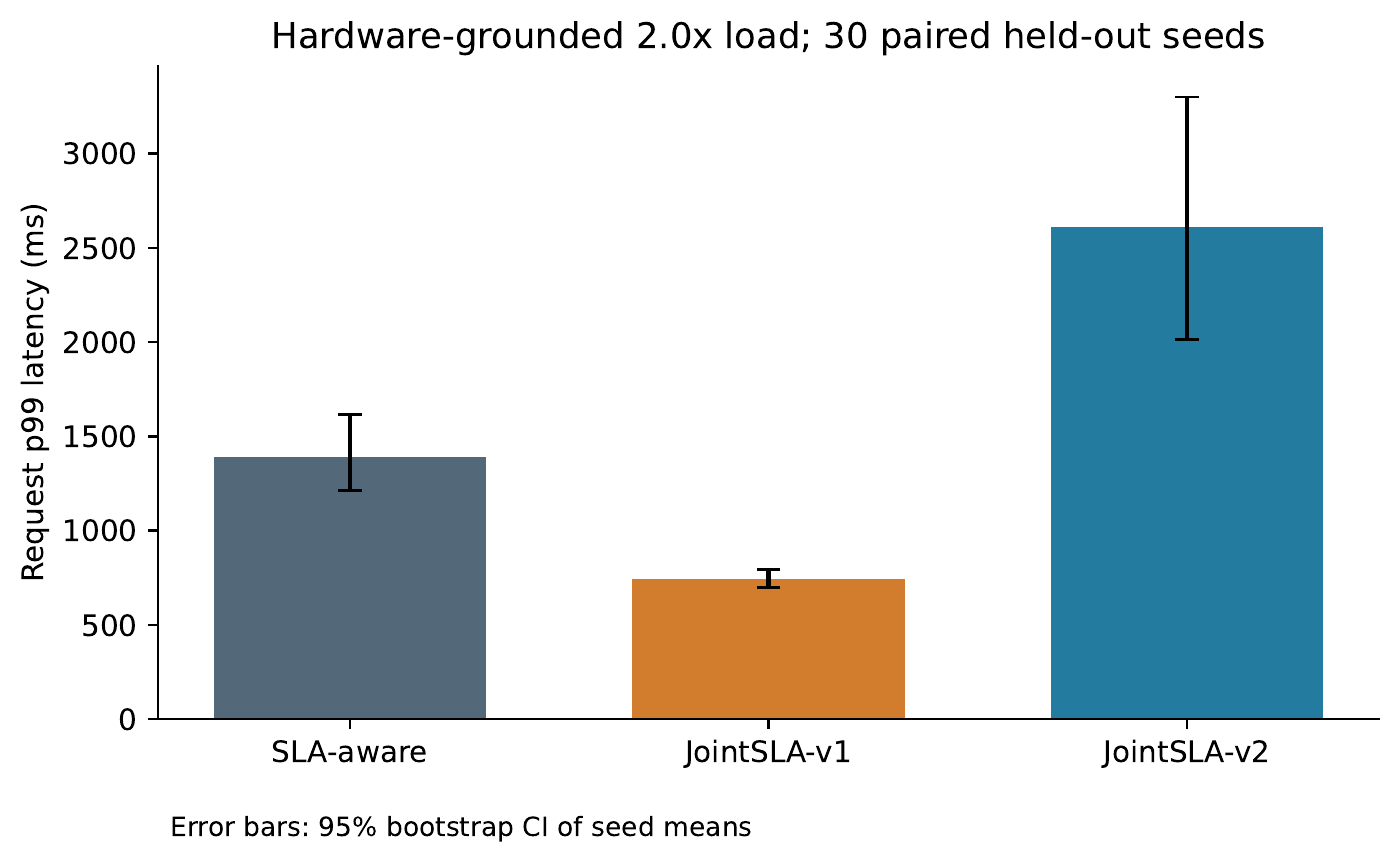 Hardware-grounded 2.0x load; 30 paired held-out seeds
Request p99 latency (ms)
3000
2500
2000
1500
1000
500
0
SLA-aware JointSLA-v1 JointSLA-v2
Error bars: 95% bootstrap CI of seed means